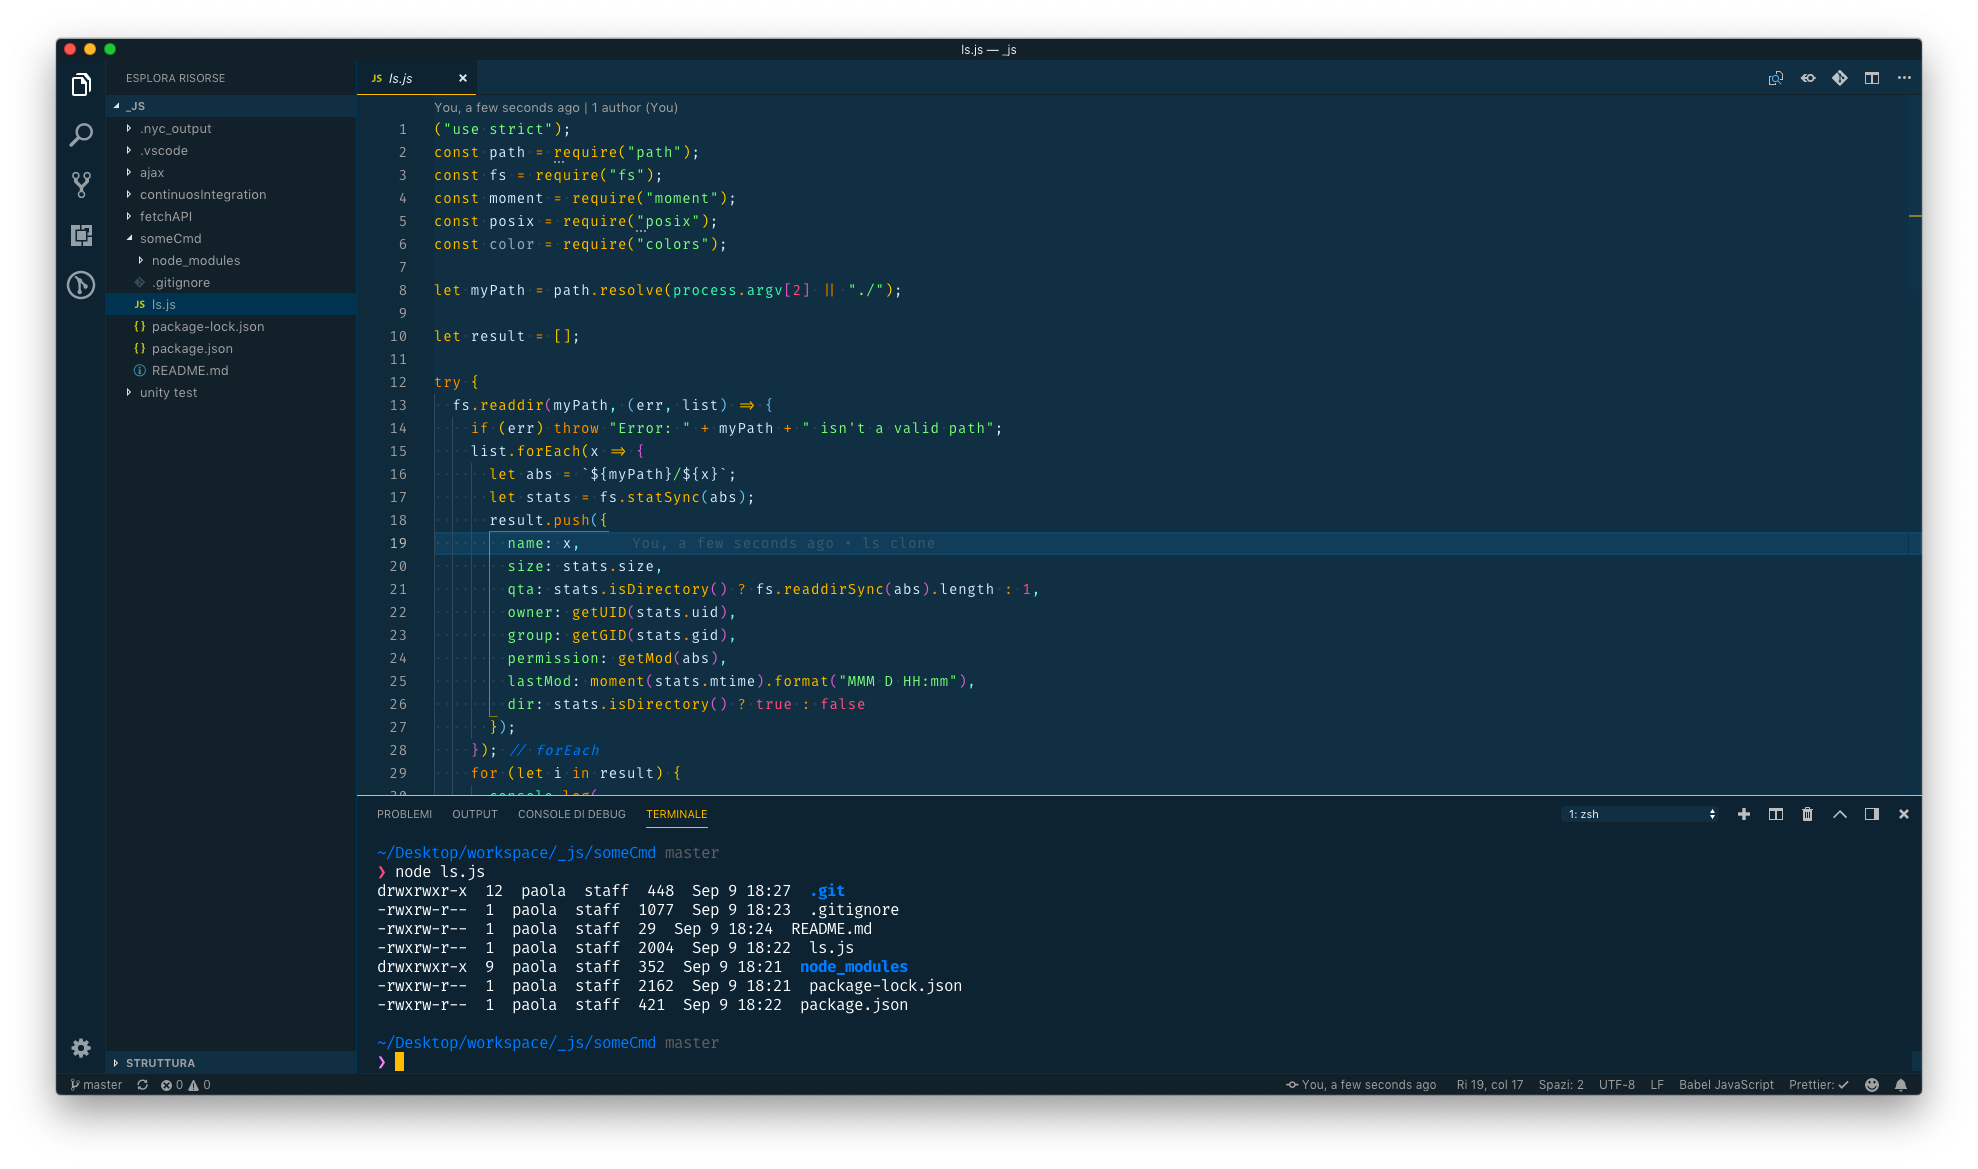 ls.js — _js
ESPLORA RISORSE
_JS
.nyc_output
.vscode
ajax
continuosIntegration
fetchAPI
someCmd
node_modules
.gitignore
JS ls.js
{} package-lock.json
{} package.json
README.md
unity test
STRUTTURA
JS ls.js ×
You, a few seconds ago | 1 author (You)
1 ("use strict");
2 const path = require("path");
3 const fs = require("fs");
4 const moment = require("moment");
5 const posix = require("posix");
6 const color = require("colors");
7
8 let myPath = path.resolve(process.argv[2] || "./");
9
10 let result = [];
11
12 try {
13 fs.readdir(myPath, (err, list) => {
14 if (err) throw "Error: " + myPath + " isn't a valid path";
15 list.forEach(x => {
16 let abs = `${myPath}/${x}`;
17 let stats = fs.statSync(abs);
18 result.push({
19 name: x, You, a few seconds ago • ls clone
20 size: stats.size,
21 qta: stats.isDirectory() ? fs.readdirSync(abs).length : 1,
22 owner: getUID(stats.uid),
23 group: getGID(stats.gid),
24 permission: getMod(abs),
25 lastMod: moment(stats.mtime).format("MMM D HH:mm"),
26 dir: stats.isDirectory() ? true : false
27 });
28 }); // forEach
29 for (let i in result) {
30 console.log(
PROBLEMI OUTPUT CONSOLE DI DEBUG TERMINALE 1: zsh
~/Desktop/workspace/_js/someCmd master
❯ node ls.js
drwxrwxr-x 12 paola staff 448 Sep 9 18:27 .git
-rwxrw-r-- 1 paola staff 1077 Sep 9 18:23 .gitignore
-rwxrw-r-- 1 paola staff 29 Sep 9 18:24 README.md
-rwxrw-r-- 1 paola staff 2004 Sep 9 18:22 ls.js
drwxrwxr-x 9 paola staff 352 Sep 9 18:21 node_modules
-rwxrw-r-- 1 paola staff 2162 Sep 9 18:21 package-lock.json
-rwxrw-r-- 1 paola staff 421 Sep 9 18:22 package.json
~/Desktop/workspace/_js/someCmd master
❯
master 0 0 You, a few seconds ago Ri 19, col 17 Spazi: 2 UTF-8 LF Babel JavaScript Prettier: ✓